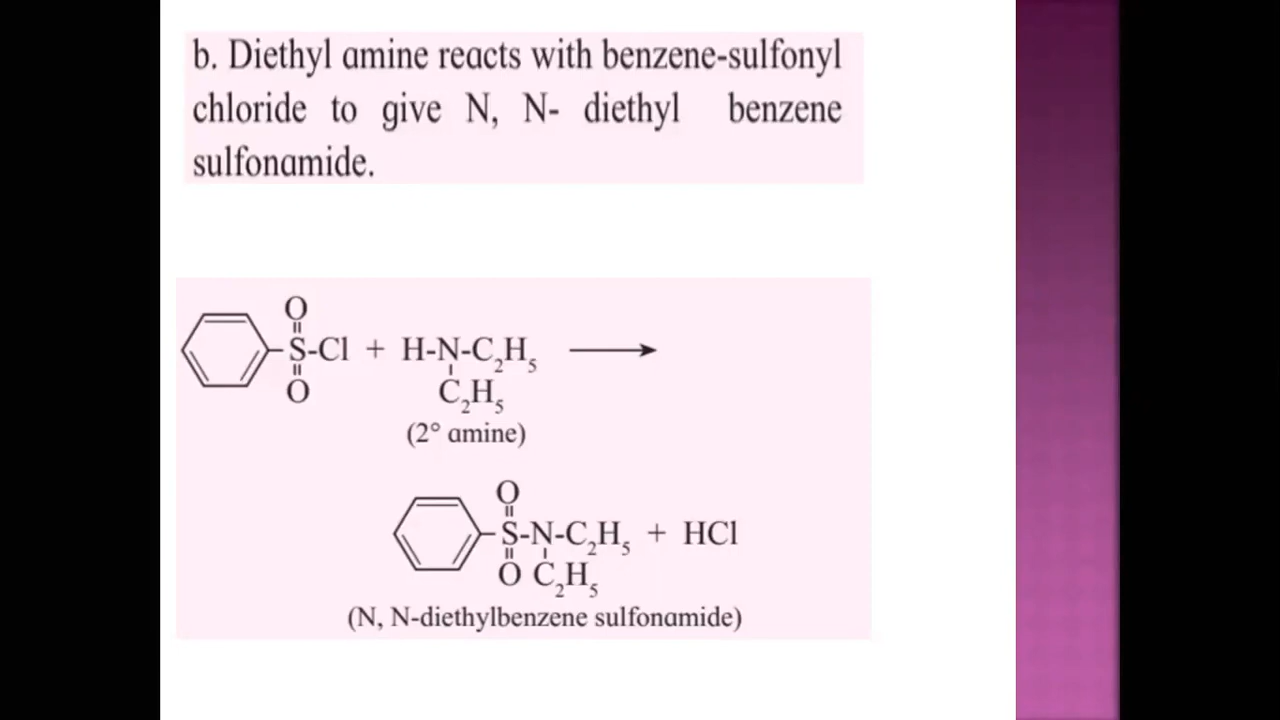 b. Diethyl amine reacts with benzene-sulfonyl
chloride to give N, N- diethyl benzene
sulfonamide.
O
S-Cl + H-N-C₂H₅
O C₂H₅
(2° amine)
O
S-N-C₂H₅ + HCl
O C₂H₅
(N, N-diethylbenzene sulfonamide)